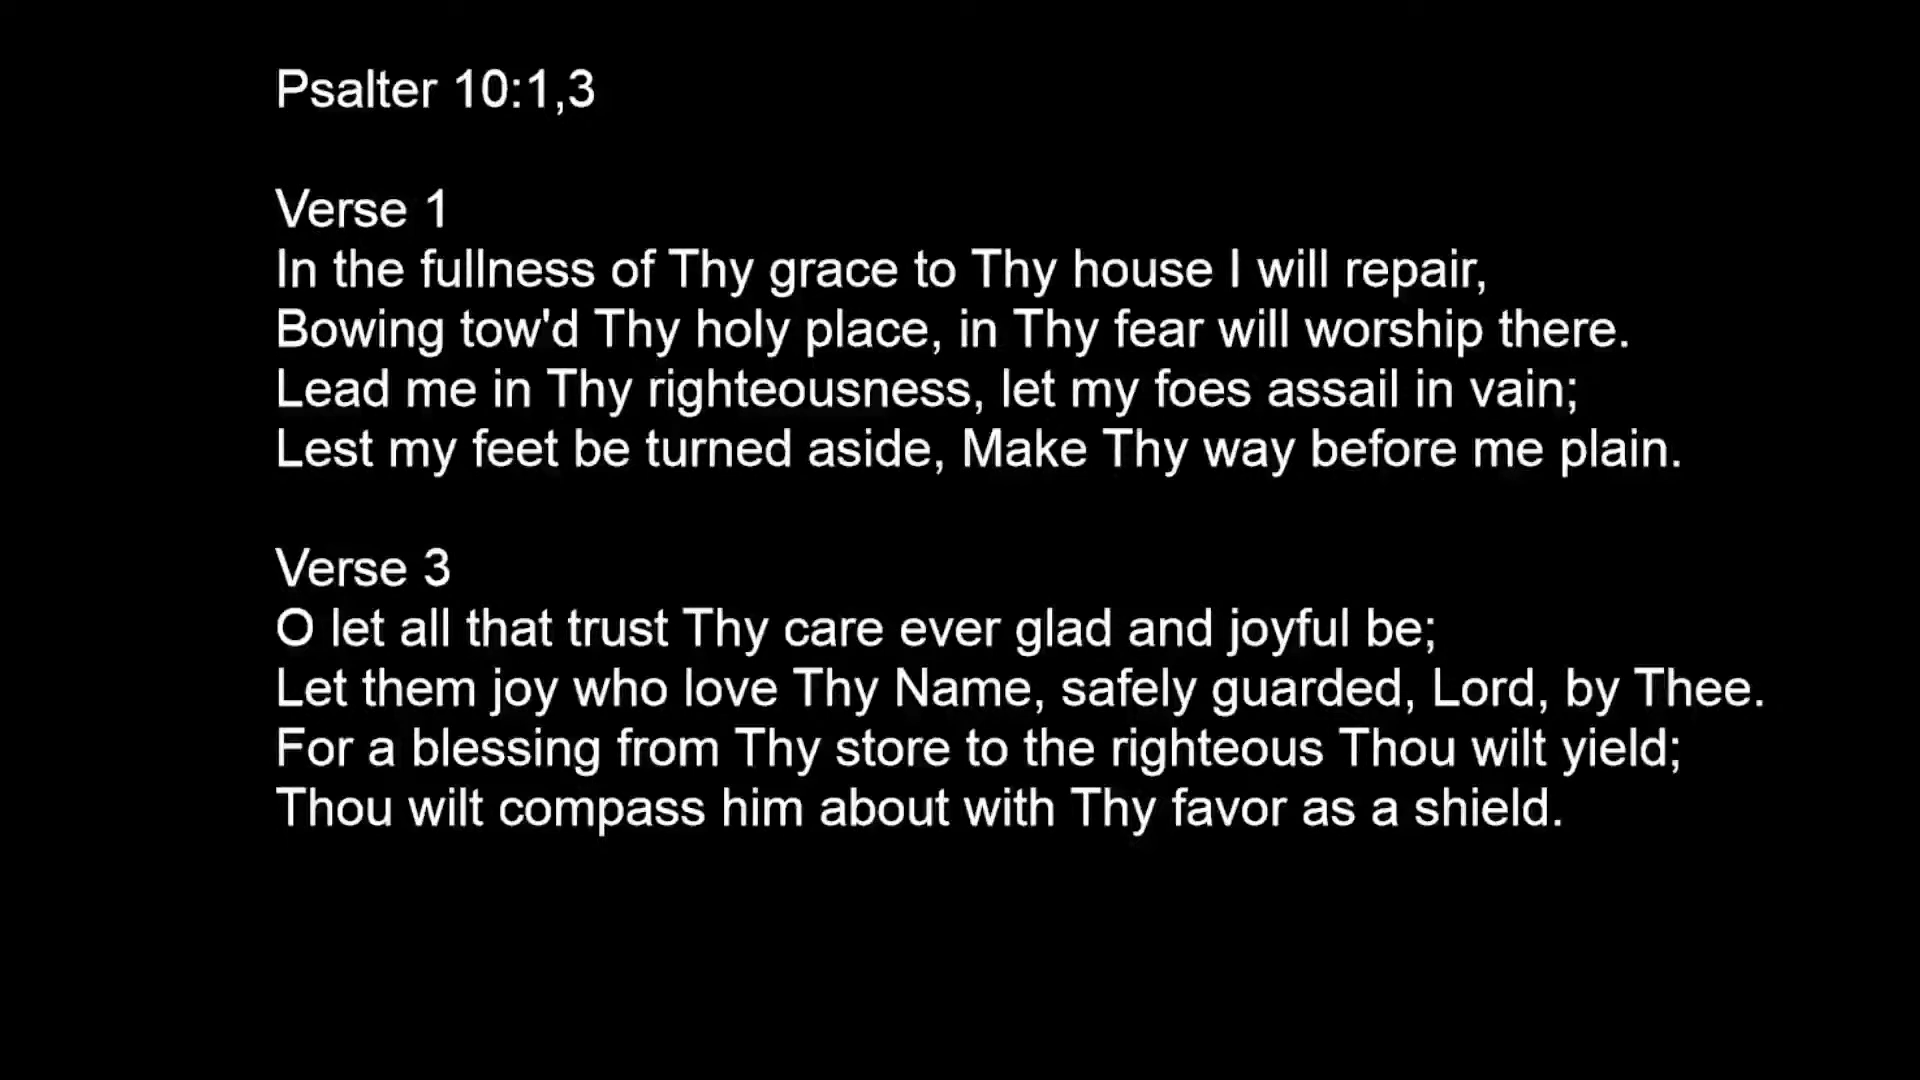 Psalter 10:1,3
Verse 1
In the fullness of Thy grace to Thy house I will repair,
Bowing tow'd Thy holy place, in Thy fear will worship there.
Lead me in Thy righteousness, let my foes assail in vain;
Lest my feet be turned aside, Make Thy way before me plain.
Verse 3
O let all that trust Thy care ever glad and joyful be;
Let them joy who love Thy Name, safely guarded, Lord, by Thee.
For a blessing from Thy store to the righteous Thou wilt yield;
Thou wilt compass him about with Thy favor as a shield.